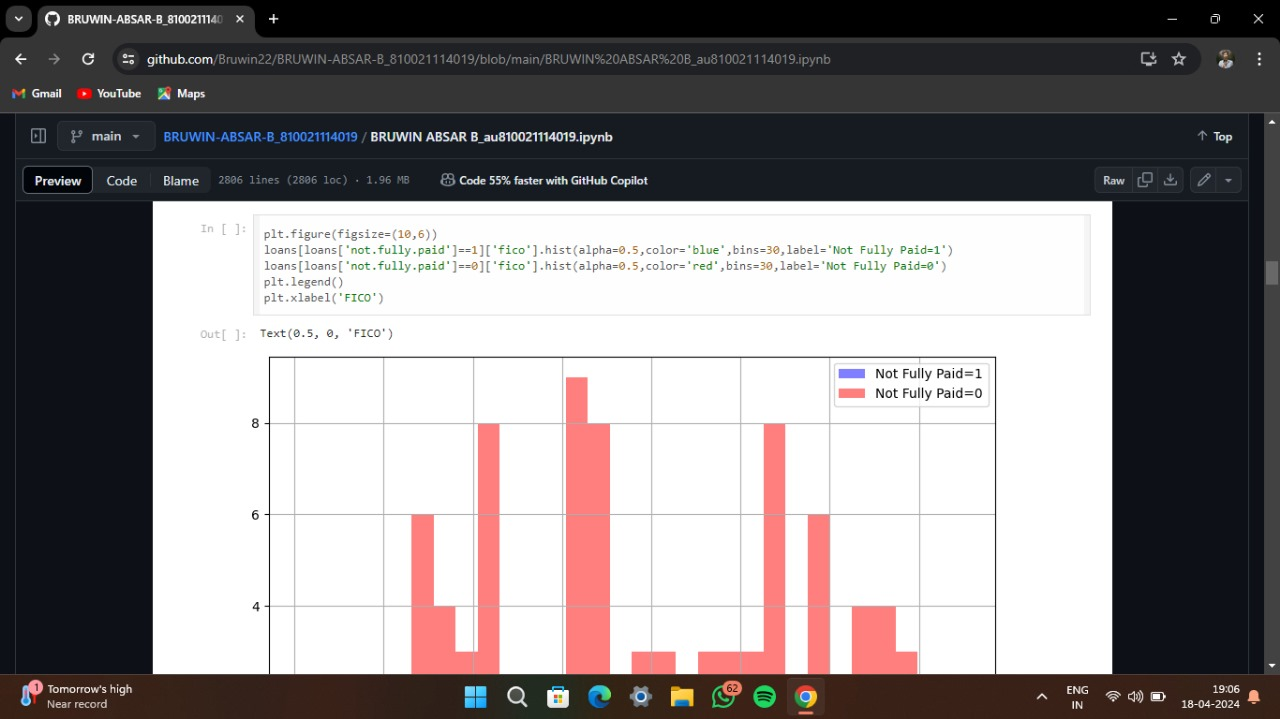 BRUWIN-ABSAR-B_8100211140
github.com/Bruwin22/BRUWIN-ABSAR-B_810021114019/blob/main/BRUWIN%20ABSAR%20B_au810021114019.ipynb
Gmail YouTube Maps
main BRUWIN-ABSAR-B_810021114019 / BRUWIN ABSAR B_au810021114019.ipynb Top
Preview Code Blame 2806 lines (2806 loc) · 1.96 MB Code 55% faster with GitHub Copilot Raw
In [ ]: plt.figure(figsize=(10,6))
loans[loans['not.fully.paid']==1]['fico'].hist(alpha=0.5,color='blue',bins=30,label='Not Fully Paid=1')
loans[loans['not.fully.paid']==0]['fico'].hist(alpha=0.5,color='red',bins=30,label='Not Fully Paid=0')
plt.legend()
plt.xlabel('FICO')
Out[ ]: Text(0.5, 0, 'FICO')
Not Fully Paid=1
Not Fully Paid=0
8
6
4
1 Tomorrow's high
Near record
62
ENG
IN
19:06
18-04-2024